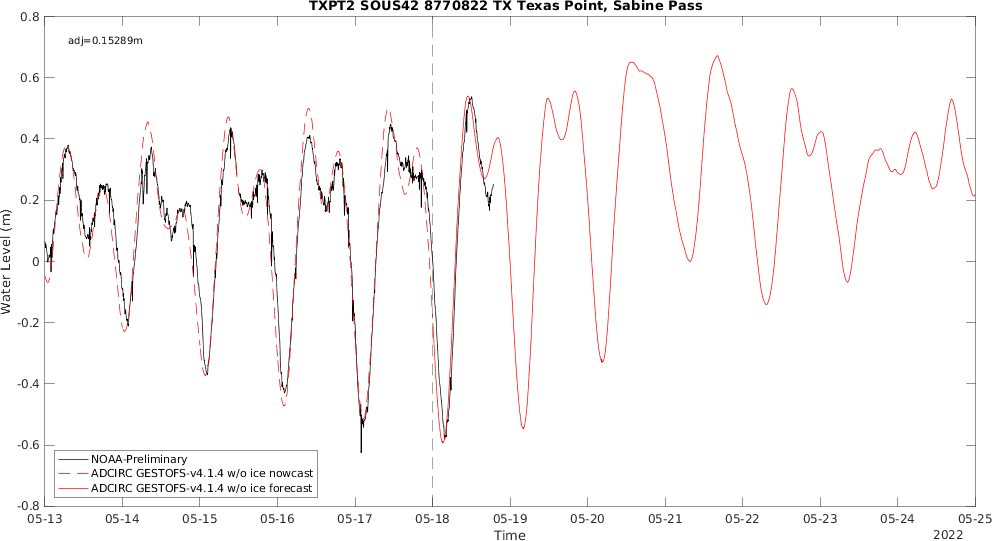 TXPT2 SOUS42 8770822 TX Texas Point, Sabine Pass
adj=0.15289m
0.8
0.6
0.4
0.2
0
-0.2
-0.4
-0.6
-0.8
Water Level (m)
NOAA-Preliminary
ADCIRC GESTOFS-v4.1.4 w/o ice nowcast
ADCIRC GESTOFS-v4.1.4 w/o ice forecast
05-13 05-14 05-15 05-16 05-17 05-18 05-19 05-20 05-21 05-22 05-23 05-24 05-25
Time
2022